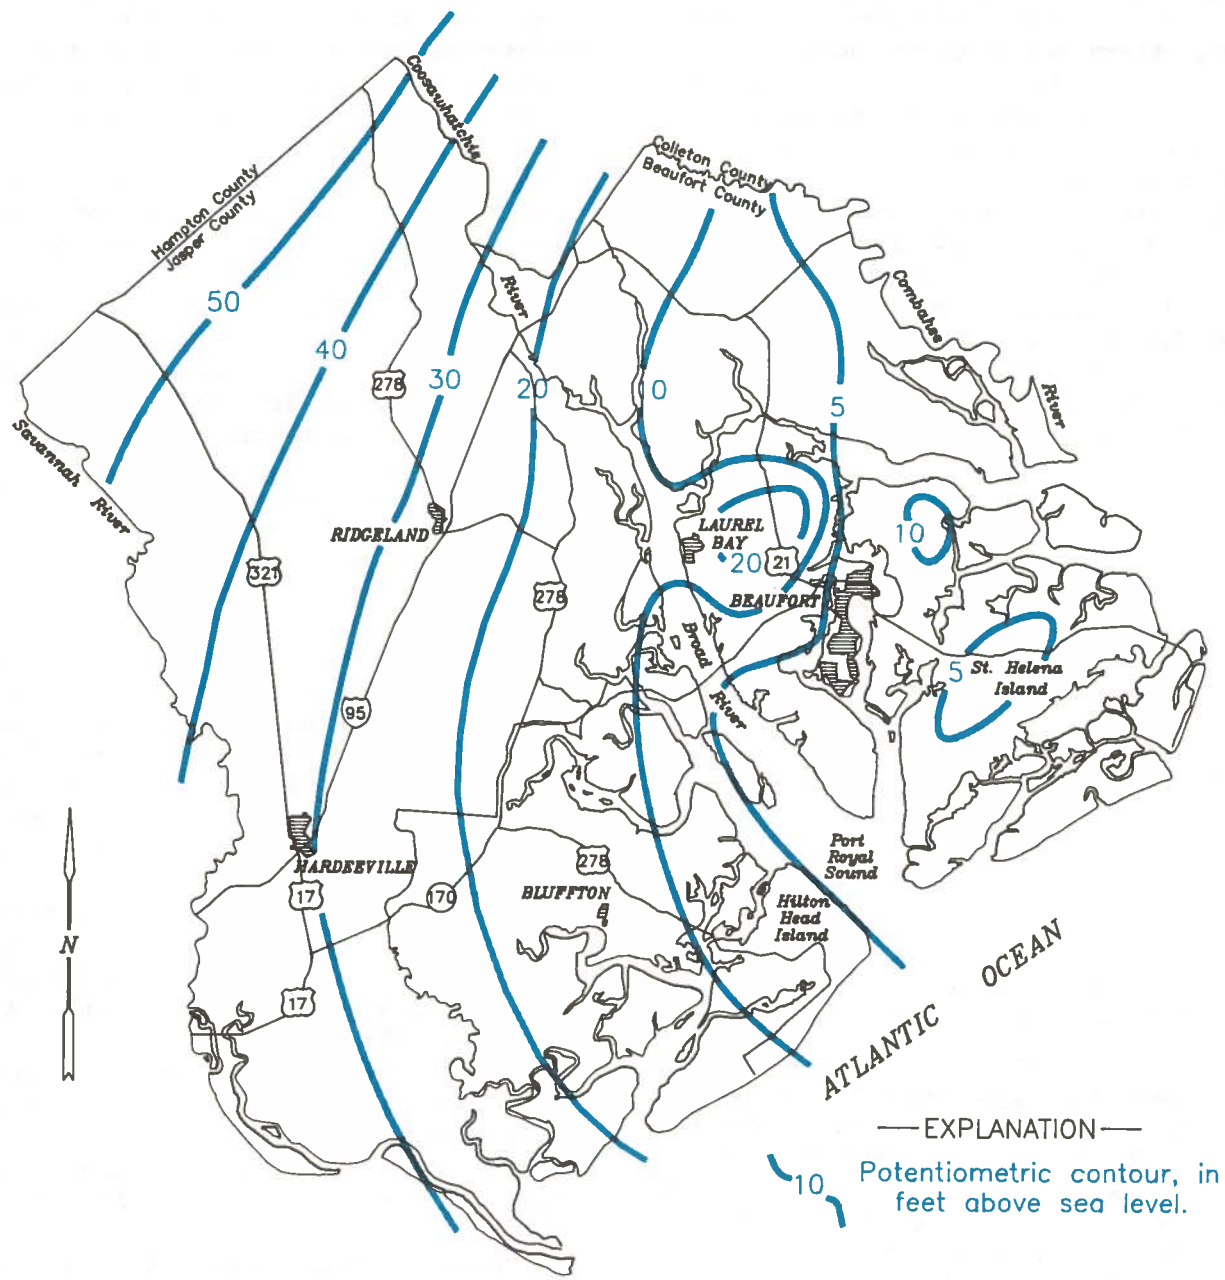 Coosawhatchie
Colleton County
Beaufort County
Hampton County
Jasper County
River
Combahee
River
50
40
30
20
0
5
278
Savannah
River
RIDGELAND
LAUREL
BAY
20
21
10
321
278
BEAUFORT
Broad
River
5
St. Helena
Island
95
HARDEEVILLE
17
170
278
BLUFFTON
Port
Royal
Sound
Hilton
Head
Island
N
17
ATLANTIC OCEAN
EXPLANATION
10
Potentiometric contour, in
feet above sea level.